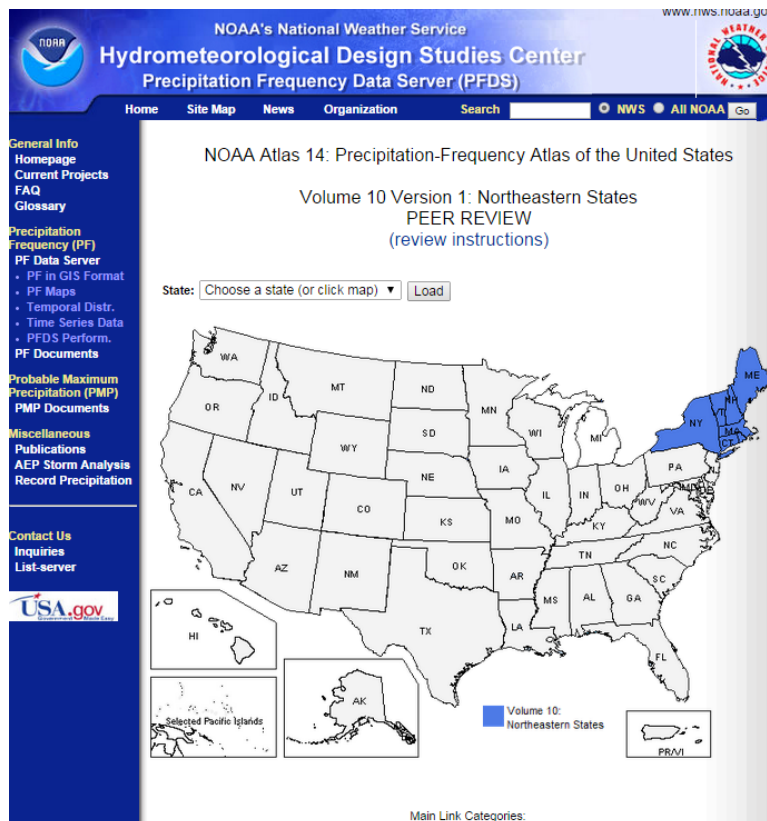 www.nws.noaa.go
NOAA
NOAA's National Weather Service
Hydrometeorological Design Studies Center
Precipitation Frequency Data Server (PFDS)
NATIONAL WEATHER SERVICE
Home Site Map News Organization Search NWS All NOAA Go
General Info
Homepage
Current Projects
FAQ
Glossary
Precipitation
Frequency (PF)
PF Data Server
• PF in GIS Format
• PF Maps
• Temporal Distr.
• Time Series Data
• PFDS Perform.
PF Documents
Probable Maximum
Precipitation (PMP)
PMP Documents
Miscellaneous
Publications
AEP Storm Analysis
Record Precipitation
Contact Us
Inquiries
List-server
USA.gov
Government Made Easy
NOAA Atlas 14: Precipitation-Frequency Atlas of the United States
Volume 10 Version 1: Northeastern States
PEER REVIEW
(review instructions)
State: Choose a state (or click map) ▼ Load
WA
MT
ND
ME
ID
OR
MN
VT
NH
NY
SD
WI
MI
MA
WY
CT
IA
PA
NE
NV
OH
IL
IN
UT
CA
CO
WV
VA
KS
MO
KY
NC
TN
OK
AZ
NM
AR
SC
MS
AL
GA
LA
TX
HI
FL
AK
Selected Pacific Islands
Volume 10:
Northeastern States
PR/VI
Main Link Categories: